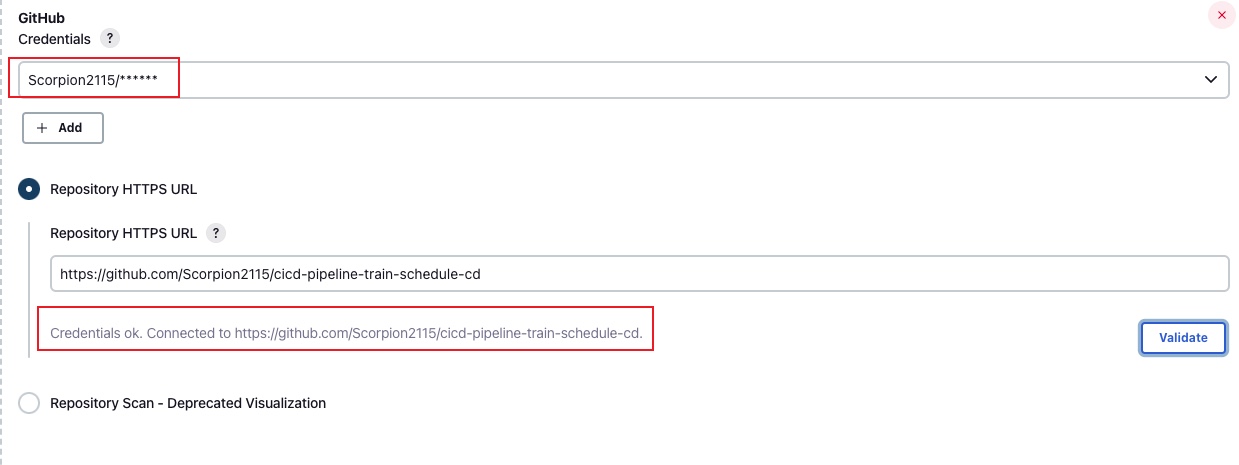 GitHub
Credentials ?
Scorpion2115/******
+ Add
Repository HTTPS URL
Repository HTTPS URL ?
https://github.com/Scorpion2115/cicd-pipeline-train-schedule-cd
Credentials ok. Connected to https://github.com/Scorpion2115/cicd-pipeline-train-schedule-cd.
Validate
Repository Scan - Deprecated Visualization